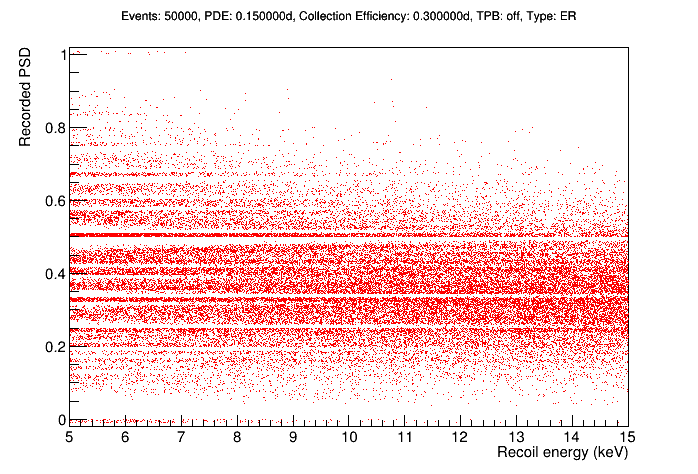 Events: 50000, PDE: 0.150000d, Collection Efficiency: 0.300000d, TPB: off, Type: ER
Recorded PSD
1
0.8
0.6
0.4
0.2
0
5 6 7 8 9 10 11 12 13 14 15
Recoil energy (keV)